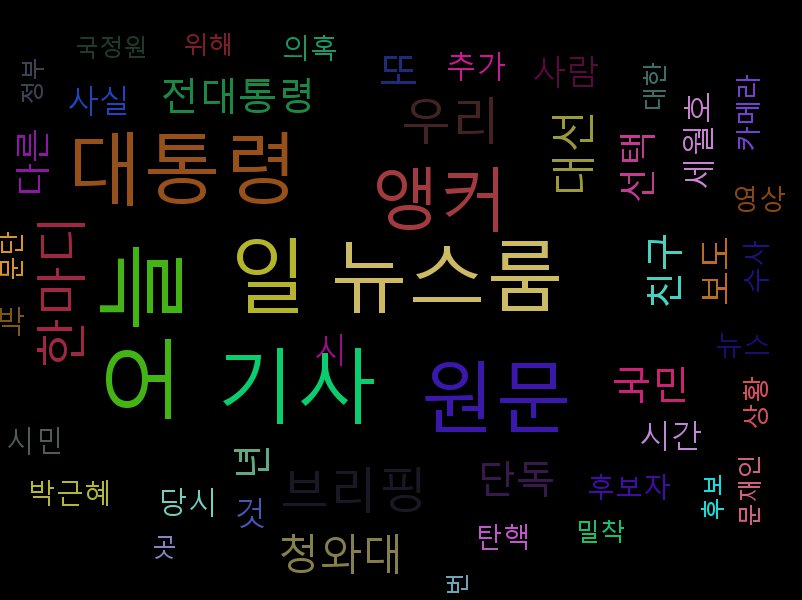 국정원
위해
의혹
또
추가
사람
정부
사실
전대통령
우리
대한
카메라
다른
대통령
앵커
대선
선택
세월호
영상
문단
한마디
늘
일
뉴스룸
친구
보도
수사
박
어
기사
시
원문
국민
뉴스
상황
시민
시간
박근혜
당시
것
브리핑
단독
후보자
후보
문재인
곳
청와대
탄핵
밀착
번